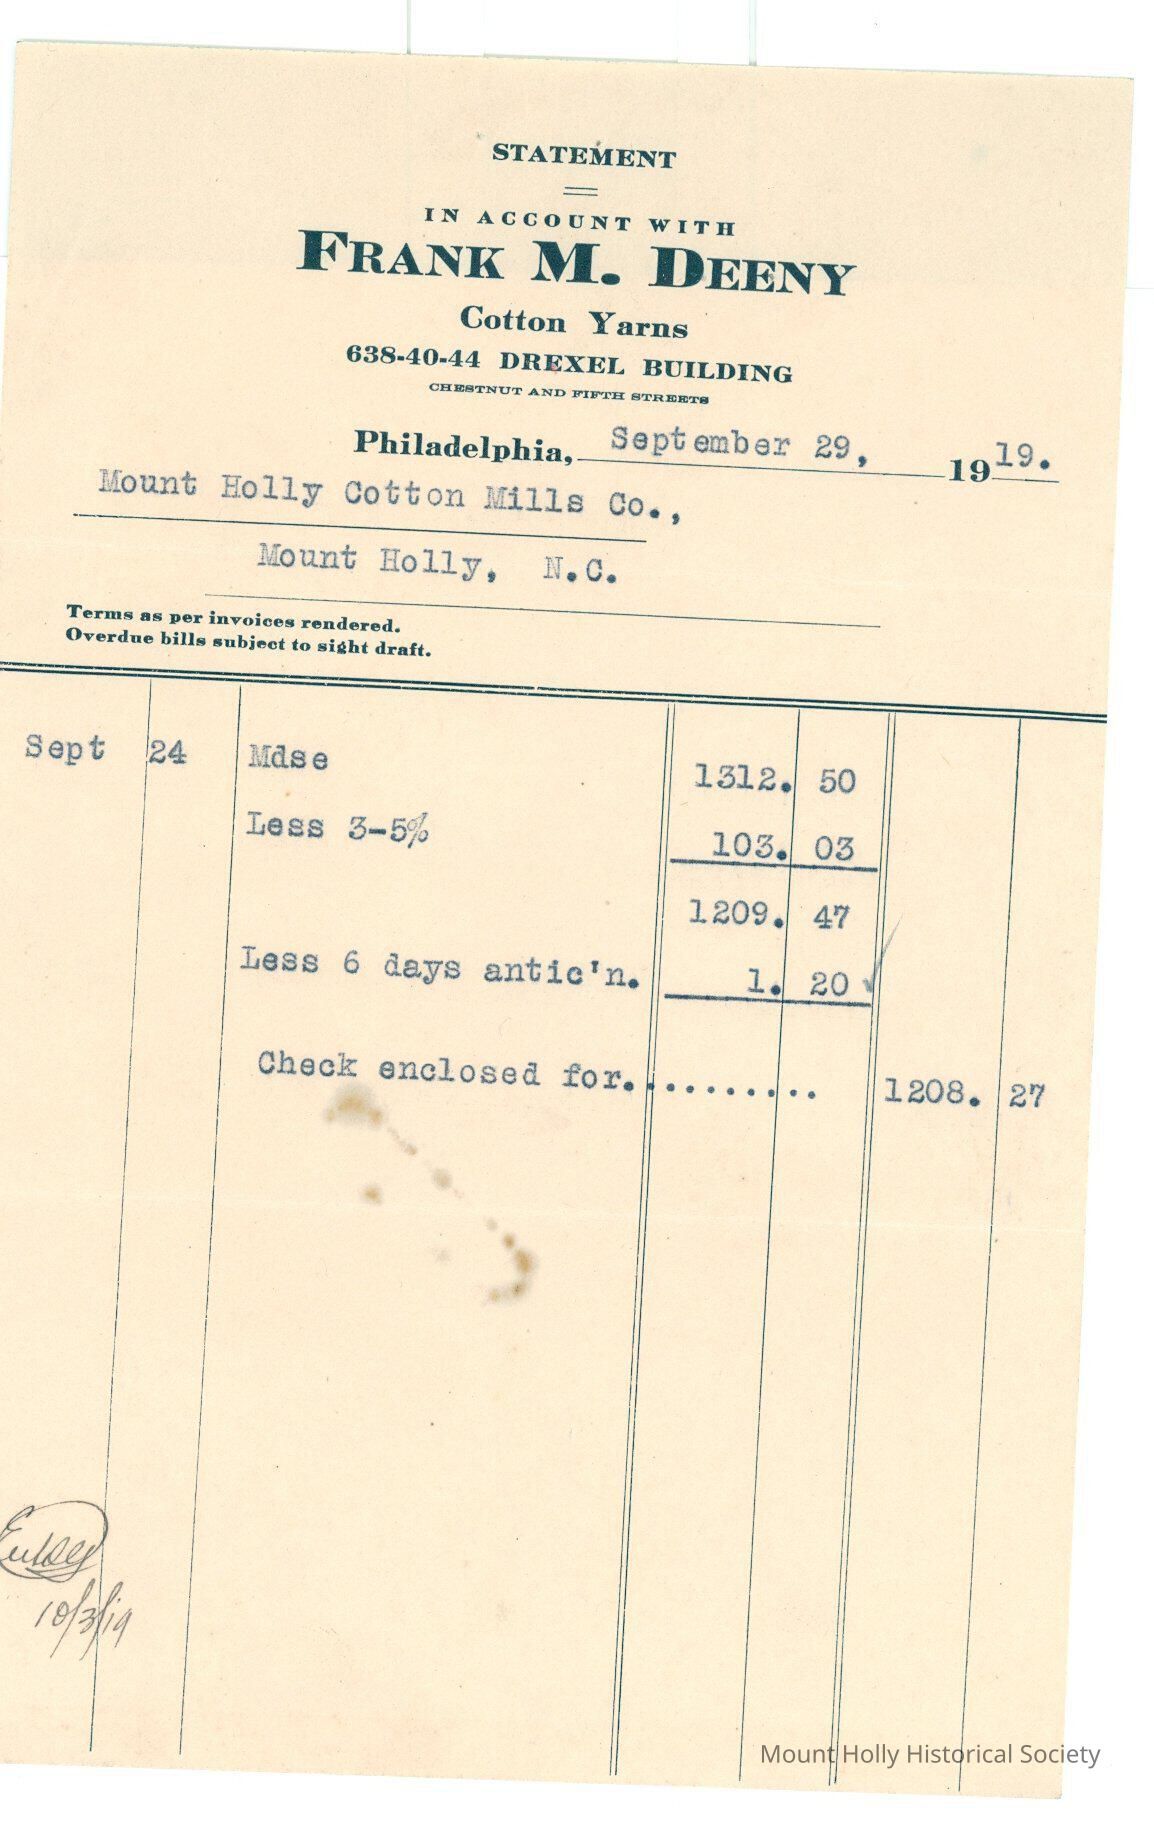 STATEMENT
IN ACCOUNT WITH
FRANK M. DEENY
Cotton Yarns
638-40-44 DREXEL BUILDING
CHESTNUT AND FIFTH STREETS
Philadelphia, September 29, 1919.
Mount Holly Cotton Mills Co.,
Mount Holly, N.C.
Terms as per invoices rendered.
Overdue bills subject to sight draft.
Sept 24 Mdse 1312. 50
Less 3-5% 103. 03
1209. 47
Less 6 days antic'n. 1. 20
Check enclosed for.......... 1208. 27
10/3/19
Mount Holly Historical Society